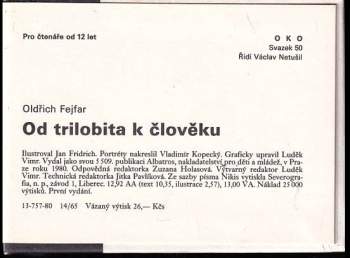 Pro čtenáře od 12 let
O K O
Svazek 50
Řídí Václav Netušil
Oldřich Fejfar
Od trilobita k člověku
Ilustroval Jan Fridrich. Portréty nakreslil Vladimír Kopecký. Graficky upravil Luděk
Vimr. Vydal jako svou 5 509. publikaci Albatros, nakladatelství pro děti a mládež, v Pra-
ze roku 1980. Odpovědná redaktorka Zuzana Holasová. Výtvarný redaktor Luděk
Vimr. Technická redaktorka Jitka Pavlíková. Ze sazby písma Nikis vytiskla Severogra-
fia, n. p., závod 1, Liberec. 12,92 AA (text 10,35, ilustrace 2,57), 13,00 VA. Náklad 25 000
výtisků. První vydání.
13-757-80 14/65 Vázaný výtisk 26,— Kčs